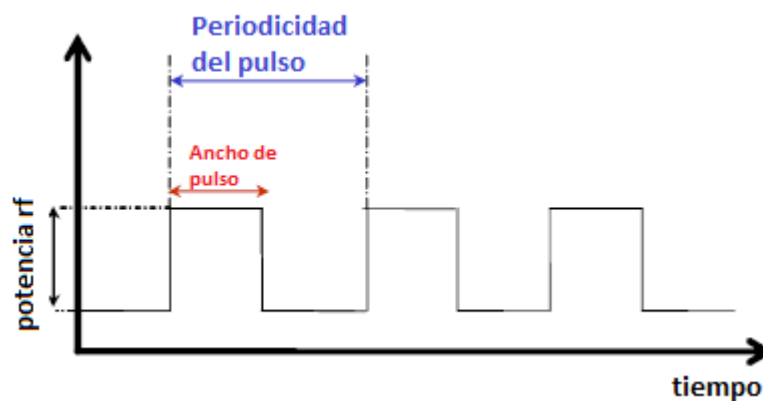 Periodicidad
del pulso
Ancho de
pulso
potencia rf
tiempo